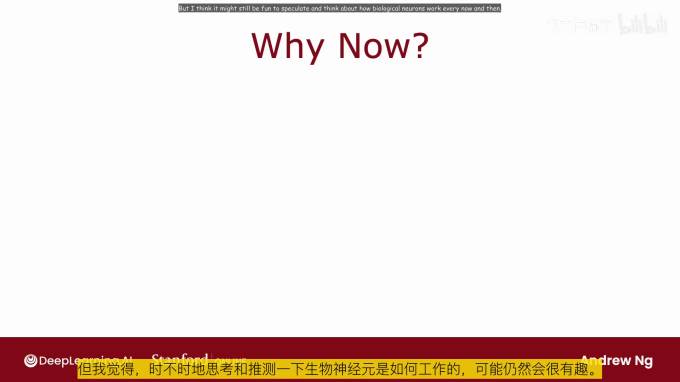 But I think it might still be fun to speculate and think about how biological neurons work every now and then.
bilibili
Why Now?
DeepLearning.AI Stanford Andrew Ng
但我觉得，时不时地思考和推测一下生物神经元是如何工作的，可能仍然会很有趣。